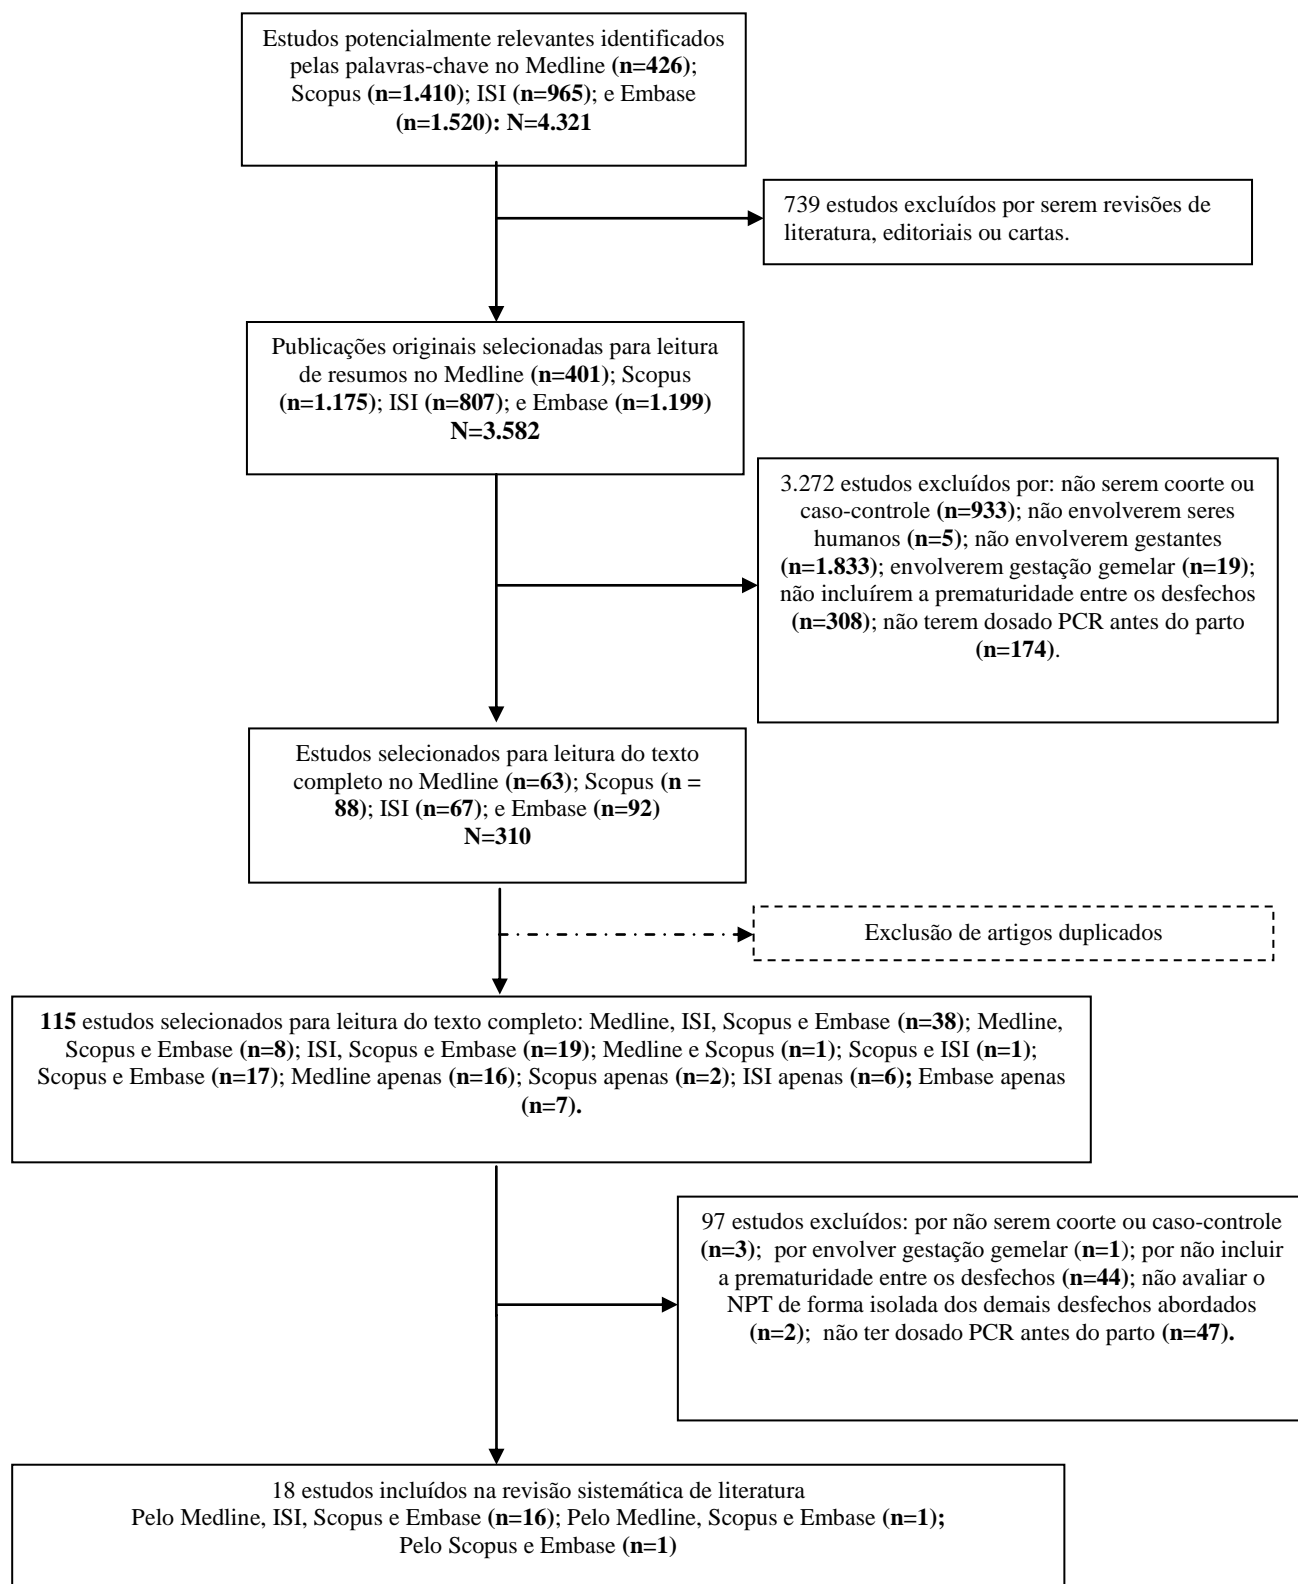 Estudos potencialmente relevantes identificados
pelas palavras-chave no Medline (n=426);
Scopus (n=1.410); ISI (n=965); e Embase
(n=1.520): N=4.321
739 estudos excluídos por serem revisões de
literatura, editoriais ou cartas.
Publicações originais selecionadas para leitura
de resumos no Medline (n=401); Scopus
(n=1.175); ISI (n=807); e Embase (n=1.199)
N=3.582
3.272 estudos excluídos por: não serem coorte ou
caso-controle (n=933); não envolverem seres
humanos (n=5); não envolverem gestantes
(n=1.833); envolverem gestação gemelar (n=19);
não incluírem a prematuridade entre os desfechos
(n=308); não terem dosado PCR antes do parto
(n=174).
Estudos selecionados para leitura do texto
completo no Medline (n=63); Scopus (n =
88); ISI (n=67); e Embase (n=92)
N=310
Exclusão de artigos duplicados
115 estudos selecionados para leitura do texto completo: Medline, ISI, Scopus e Embase (n=38); Medline,
Scopus e Embase (n=8); ISI, Scopus e Embase (n=19); Medline e Scopus (n=1); Scopus e ISI (n=1);
Scopus e Embase (n=17); Medline apenas (n=16); Scopus apenas (n=2); ISI apenas (n=6); Embase apenas
(n=7).
97 estudos excluídos: por não serem coorte ou caso-controle
(n=3); por envolver gestação gemelar (n=1); por não incluir
a prematuridade entre os desfechos (n=44); não avaliar o
NPT de forma isolada dos demais desfechos abordados
(n=2); não ter dosado PCR antes do parto (n=47).
18 estudos incluídos na revisão sistemática de literatura
Pelo Medline, ISI, Scopus e Embase (n=16); Pelo Medline, Scopus e Embase (n=1);
Pelo Scopus e Embase (n=1)